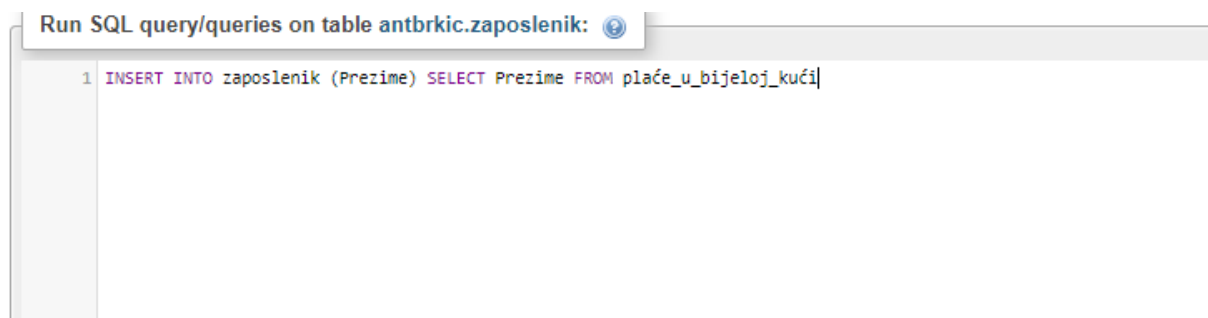 Run SQL query/queries on table antbrkic.zaposlenik:
1 INSERT INTO zaposlenik (Prezime) SELECT Prezime FROM plaće_u_bijeloj_kući